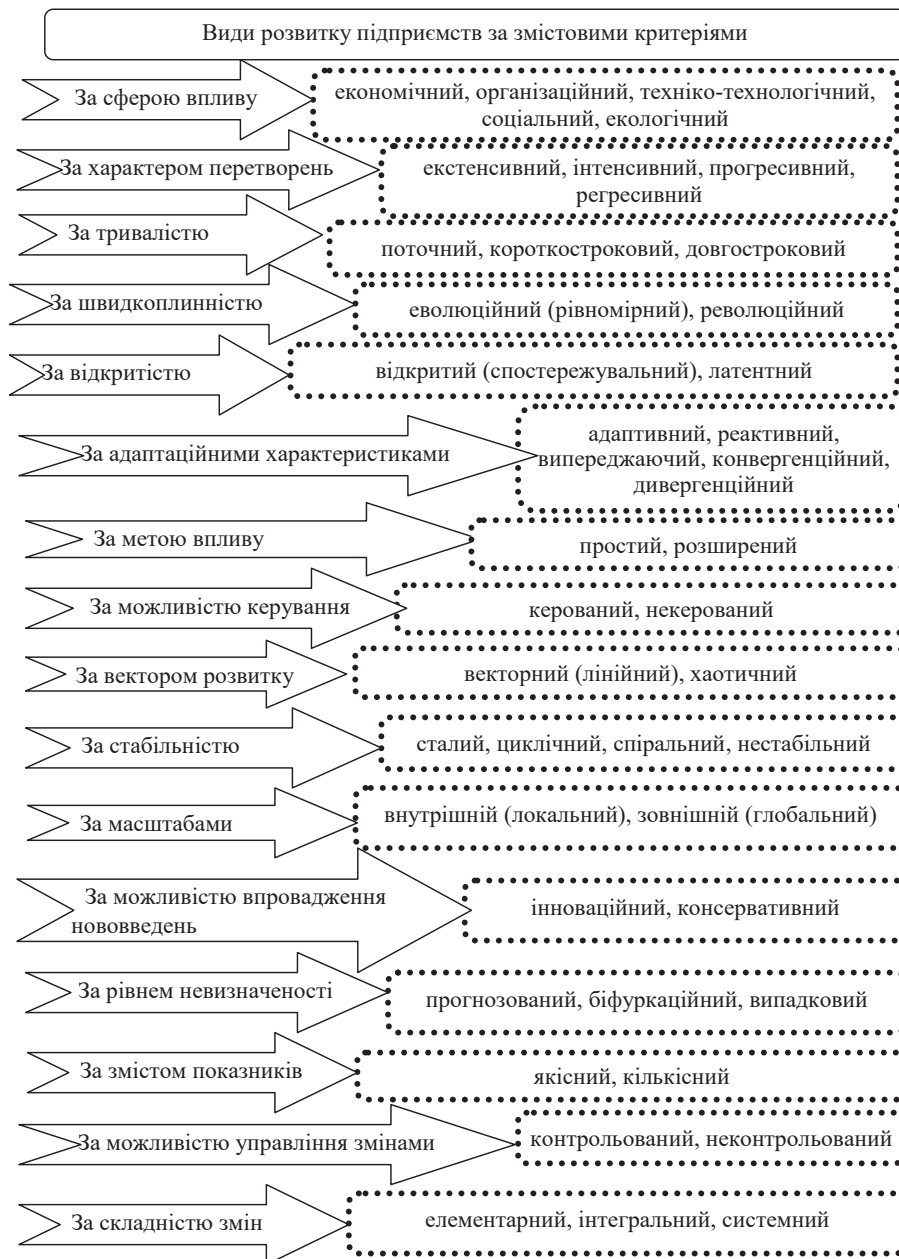 Види розвитку підприємств за змістовими критеріями
За сферою впливу
економічний, організаційний, техніко-технологічний,
соціальний, екологічний
За характером перетворень
екстенсивний, інтенсивний, прогресивний,
регресивний
За тривалістю
поточний, короткостроковий, довгостроковий
За швидкоплинністю
еволюційний (рівномірний), революційний
За відкритістю
відкритий (спостережувальний), латентний
За адаптаційними характеристиками
адаптивний, реактивний,
випереджаючий, конвергенційний,
дивергенційний
За метою впливу
простий, розширений
За можливістю керування
керований, некерований
За вектором розвитку
векторний (лінійний), хаотичний
За стабільністю
сталий, циклічний, спіральний, нестабільний
За масштабами
внутрішній (локальний), зовнішній (глобальний)
За можливістю впровадження
нововведень
інноваційний, консервативний
За рівнем невизначеності
прогнозований, біфуркаційний, випадковий
За змістом показників
якісний, кількісний
За можливістю управління змінами
контрольований, неконтрольований
За складністю змін
елементарний, інтегральний, системний